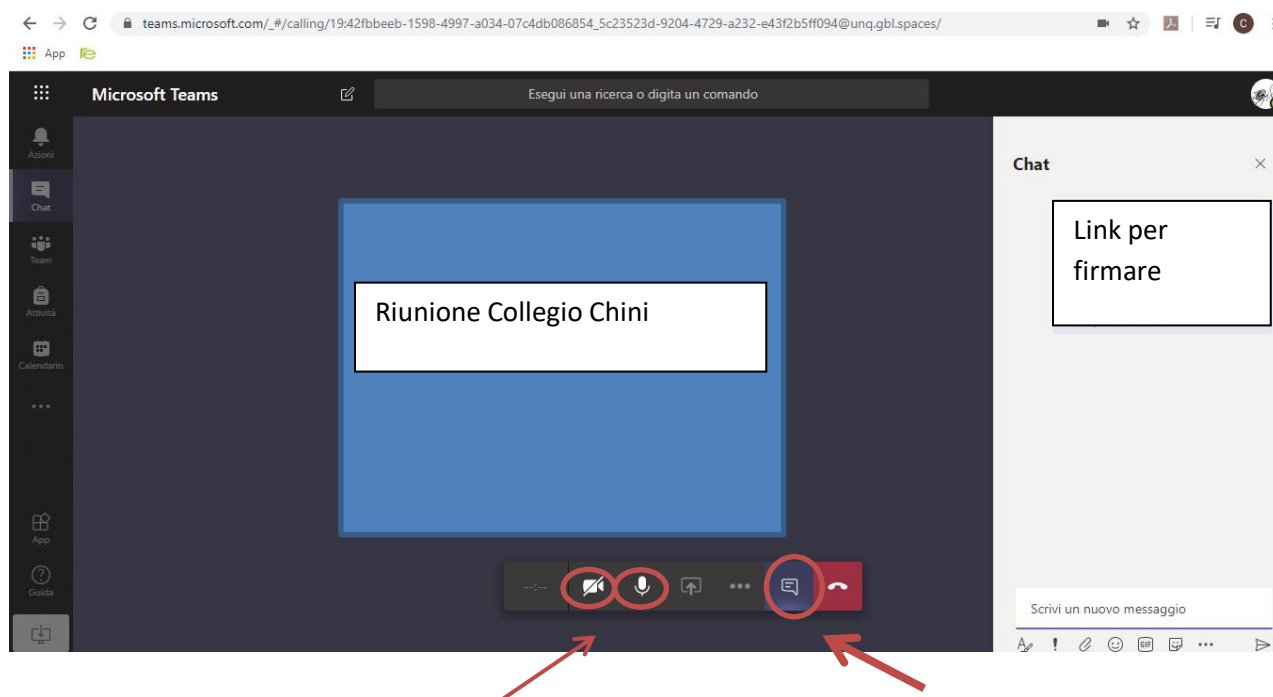 teams.microsoft.com/_#/calling/19:42fbbeeb-1598-4997-a034-07c4db086854_5c23523d-9204-4729-a232-e43f2b5ff094@unq.gbl.spaces/
C
App
Microsoft Teams
Esegui una ricerca o digita un comando
Azioni
Chat
Team
Attività
Calendario
App
Guida
Riunione Collegio Chini
--:--
Chat
Link per
firmare
Scrivi un nuovo messaggio
GIF